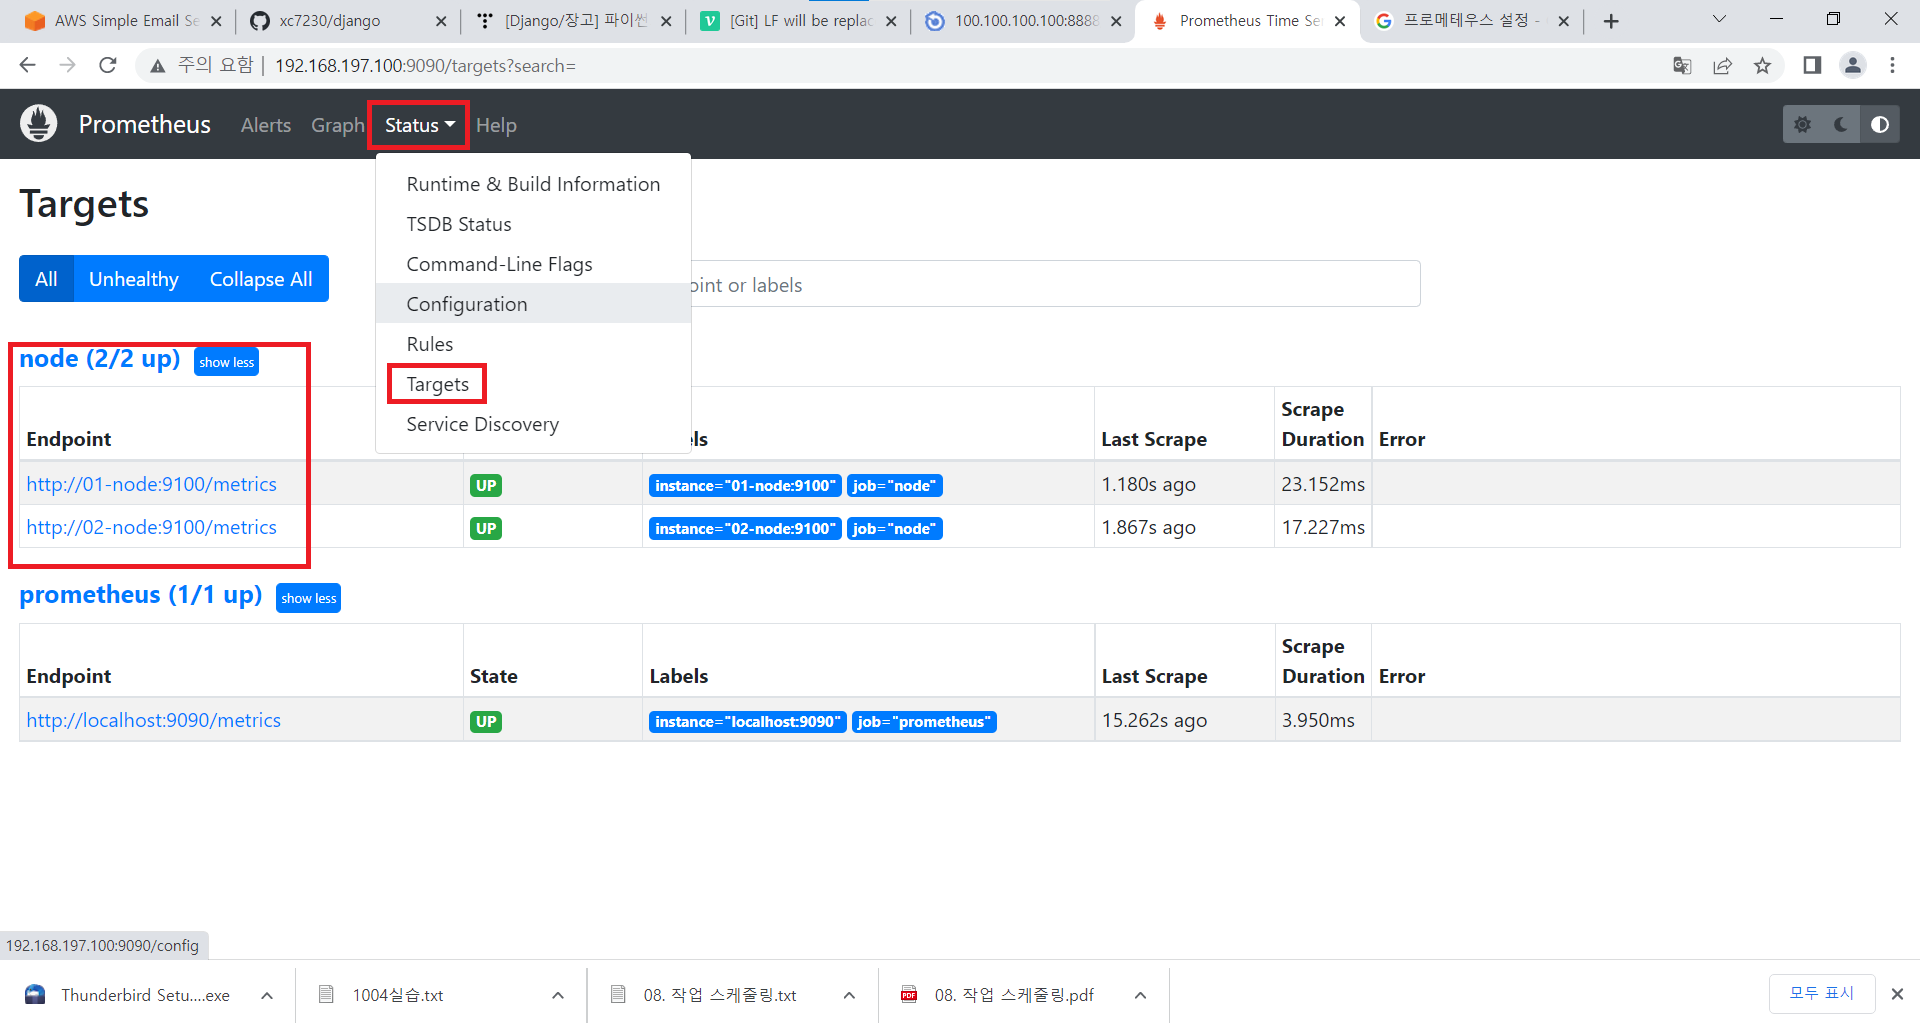 AWS Simple Email Se
xc7230/django
[Django/장고] 파이썬
[Git] LF will be replac
100.100.100.100:8888
Prometheus Time Ser
프로메테우스 설정 -
주의 요함
192.168.197.100:9090/targets?search=
Prometheus
Alerts
Graph
Status
Help
Runtime & Build Information
TSDB Status
Command-Line Flags
Configuration
Rules
Targets
Service Discovery
Targets
All
Unhealthy
Collapse All
oint or labels
node (2/2 up)
show less
Endpoint
ls
Last Scrape
Scrape
Duration
Error
http://01-node:9100/metrics
UP
instance="01-node:9100"
job="node"
1.180s ago
23.152ms
http://02-node:9100/metrics
UP
instance="02-node:9100"
job="node"
1.867s ago
17.227ms
prometheus (1/1 up)
show less
Endpoint
State
Labels
Last Scrape
Scrape
Duration
Error
http://localhost:9090/metrics
UP
instance="localhost:9090"
job="prometheus"
15.262s ago
3.950ms
192.168.197.100:9090/config
Thunderbird Setu....exe
1004실습.txt
08. 작업 스케줄링.txt
PDF
08. 작업 스케줄링.pdf
모두 표시